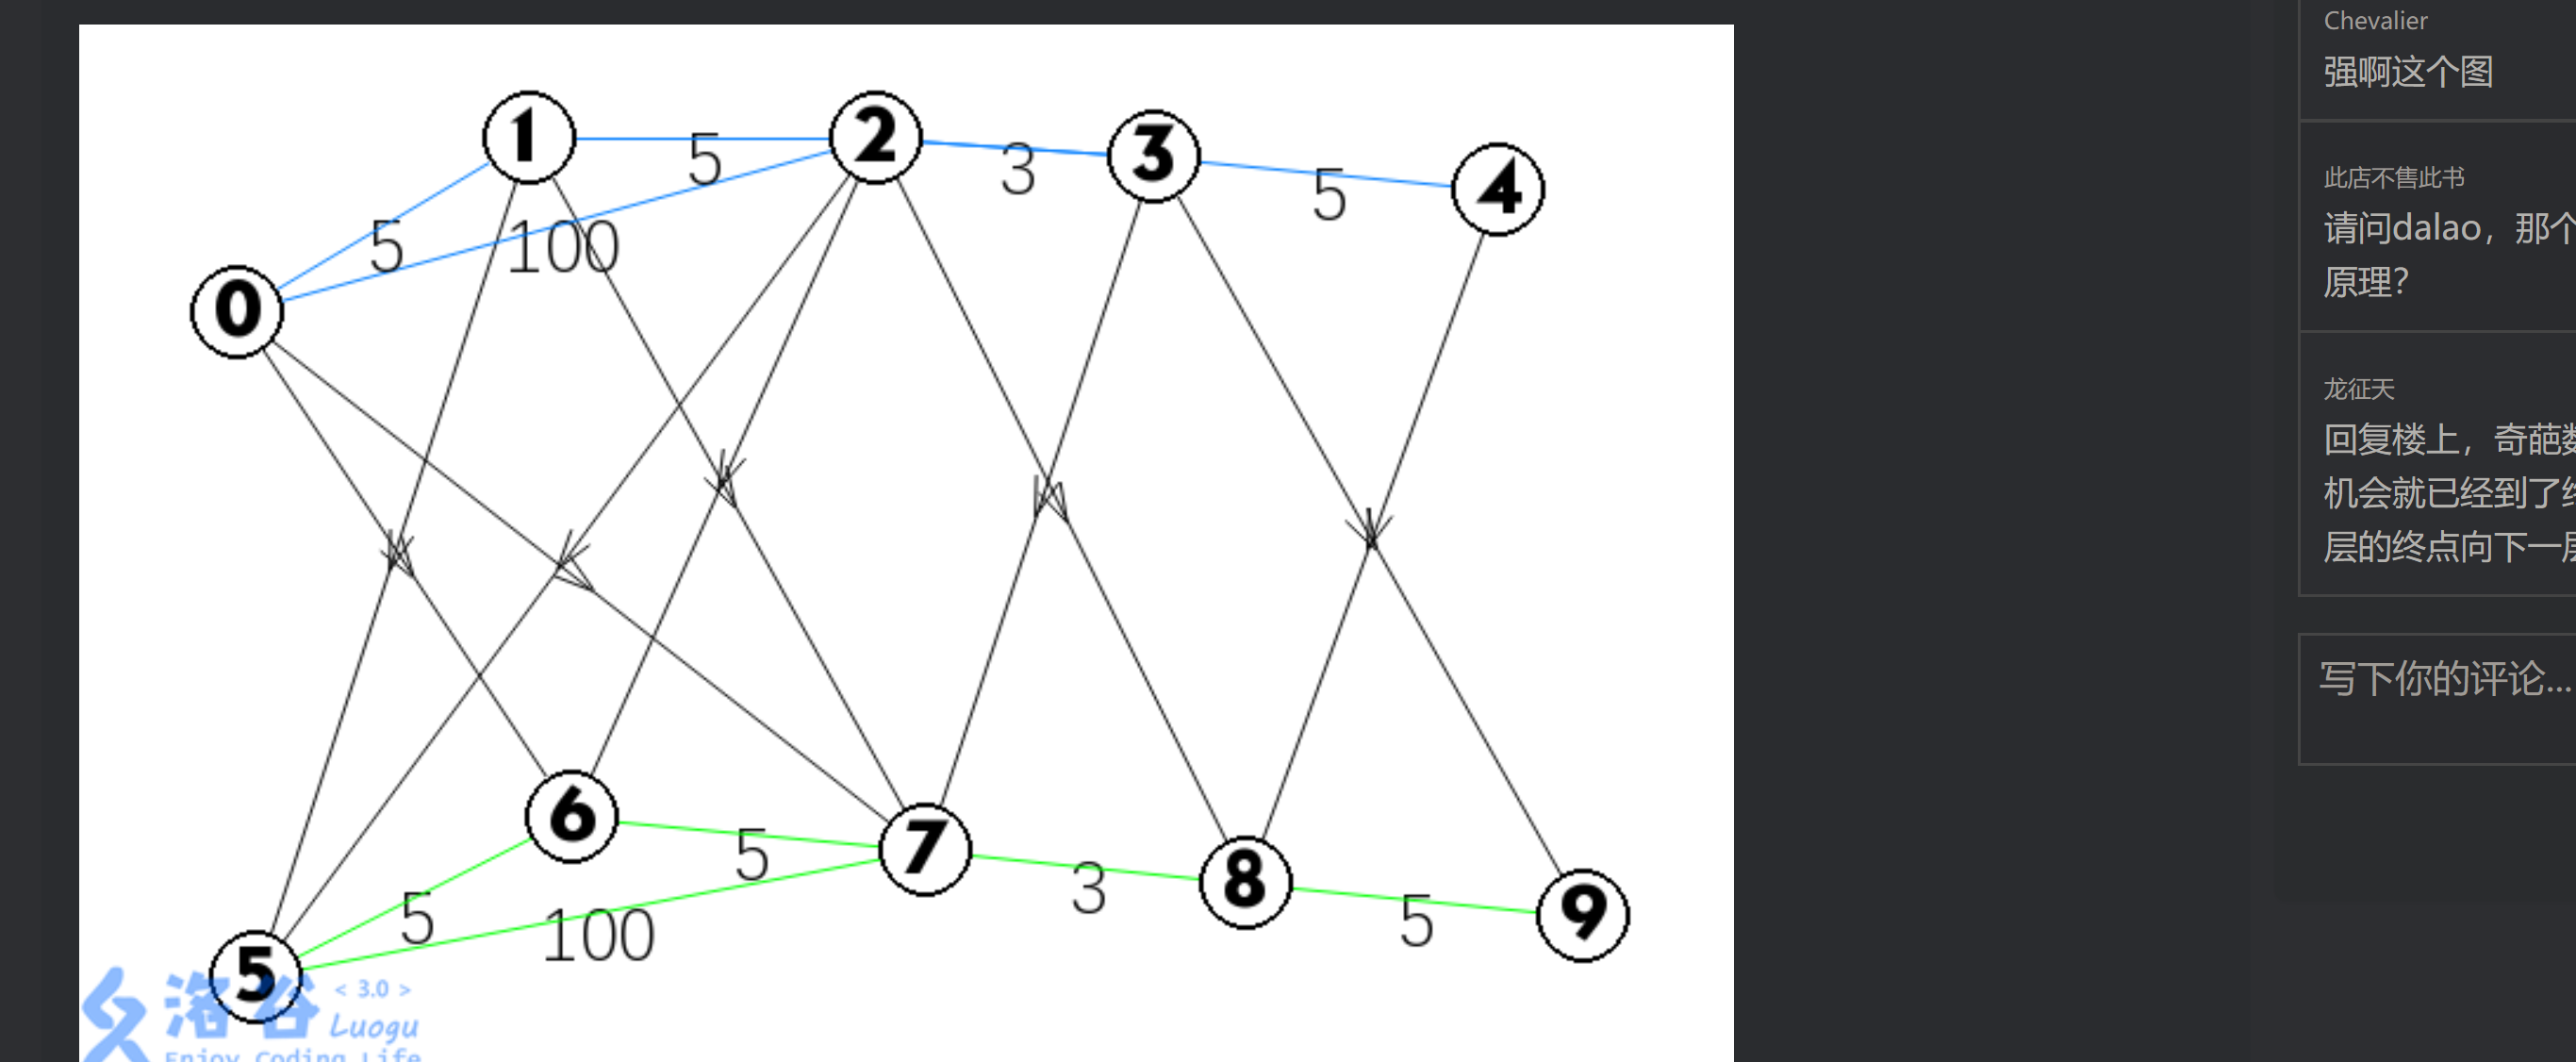 1
2
3
4
0
5
3
5
5
100
6
7
8
9
5
5
5
3
5
100
洛谷
< 3.0 >
Luogu
Enjoy Coding Life
Chevalier
强啊这个图
此店不售此书
请问dalao，那个
原理？
龙征天
回复楼上，奇葩数
机会就已经到了终
层的终点向下一层
写下你的评论...